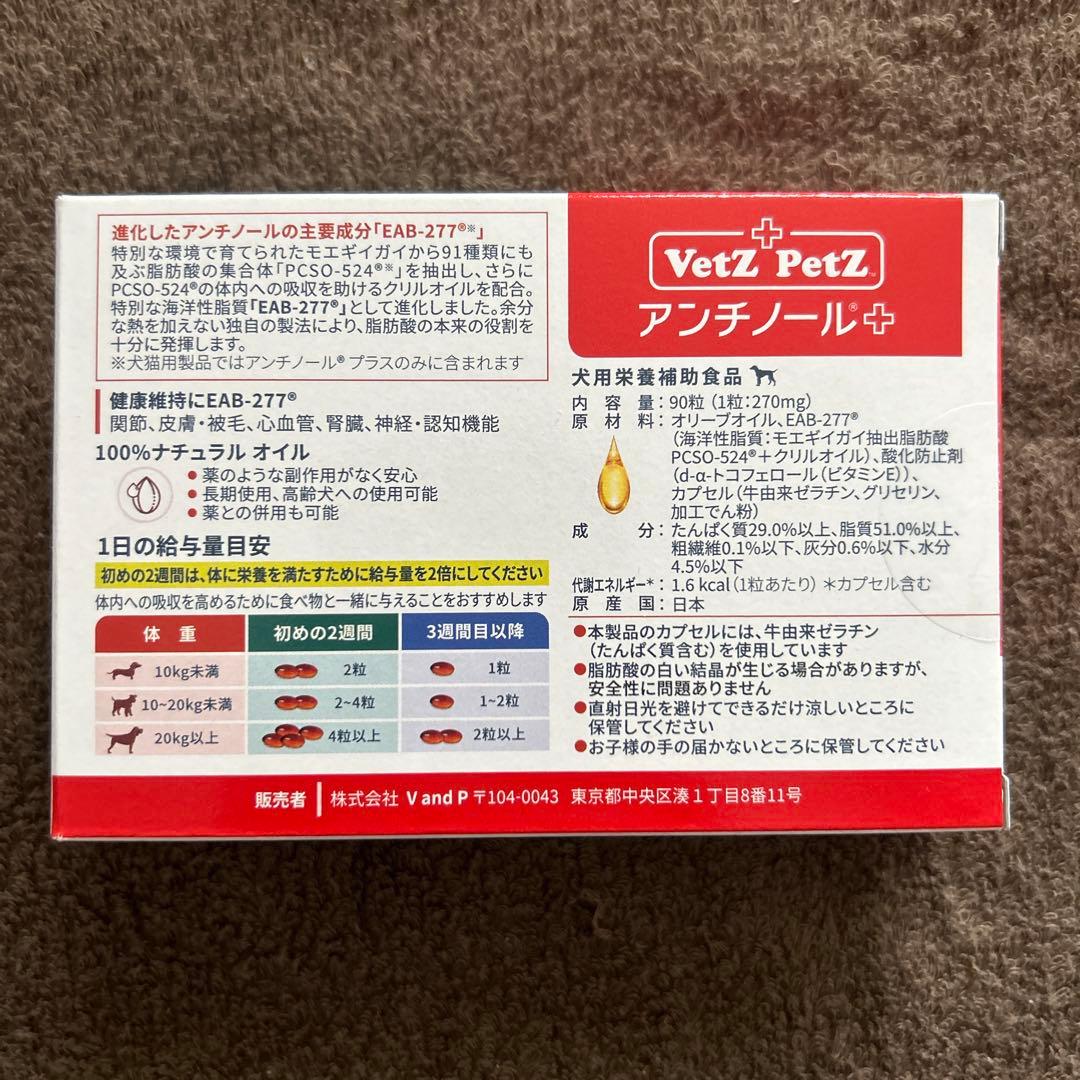 進化したアンチノールの主要成分「EAB-277®※」
特別な環境で育てられたモエギイガイから91種類にも
及ぶ脂肪酸の集合体「PCSO-524®※」を抽出し、さらに
PCSO-524®の体内への吸収を助けるクリルオイルを配合。
特別な海洋性脂質「EAB-277®」として進化しました。余分
な熱を加えない独自の製法により、脂肪酸の本来の役割を
十分に発揮します。
※犬猫用製品ではアンチノール® プラスのみに含まれます
健康維持にEAB-277®
関節、皮膚・被毛、心血管、腎臓、神経・認知機能
100%ナチュラル オイル
●薬のような副作用がなく安心
●長期使用、高齢犬への使用可能
●薬との併用も可能
1日の給与量目安
初めの2週間は、体に栄養を満たすために給与量を2倍にしてください
体内への吸収を高めるために食べ物と一緒に与えることをおすすめします
体 重 初めの2週間 3週間目以降
10kg未満 2粒 1粒
10~20kg未満 2~4粒 1~2粒
20kg以上 4粒以上 2粒以上
VetZ PetZ™
アンチノール®+
犬用栄養補助食品
内容量：90粒（1粒：270mg）
原材料：オリーブオイル、EAB-277®
（海洋性脂質：モエギイガイ抽出脂肪酸
PCSO-524®＋クリルオイル）、酸化防止剤
（d-α-トコフェロール（ビタミンE））、
カプセル（牛由来ゼラチン、グリセリン、
加工でん粉）
成分：たんぱく質29.0%以上、脂質51.0%以上、
粗繊維0.1%以下、灰分0.6%以下、水分
4.5%以下
代謝エネルギー＊：1.6 kcal（1粒あたり）＊カプセル含む
原産国：日本
●本製品のカプセルには、牛由来ゼラチン
（たんぱく質含む）を使用しています
●脂肪酸の白い結晶が生じる場合がありますが、
安全性に問題ありません
●直射日光を避けてできるだけ涼しいところに
保管してください
●お子様の手の届かないところに保管してください
販売者 株式会社 V and P 〒104-0043 東京都中央区湊１丁目8番11号